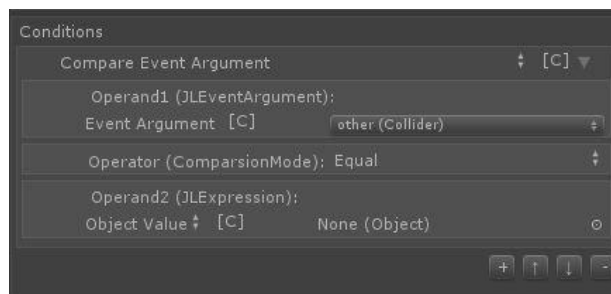 Conditions
Compare Event Argument [C]
Operand1 (JLEventArgument):
Event Argument [C] other (Collider)
Operator (ComparsionMode): Equal
Operand2 (JLExpression):
Object Value [C] None (Object)
+ ↑ ↓ -